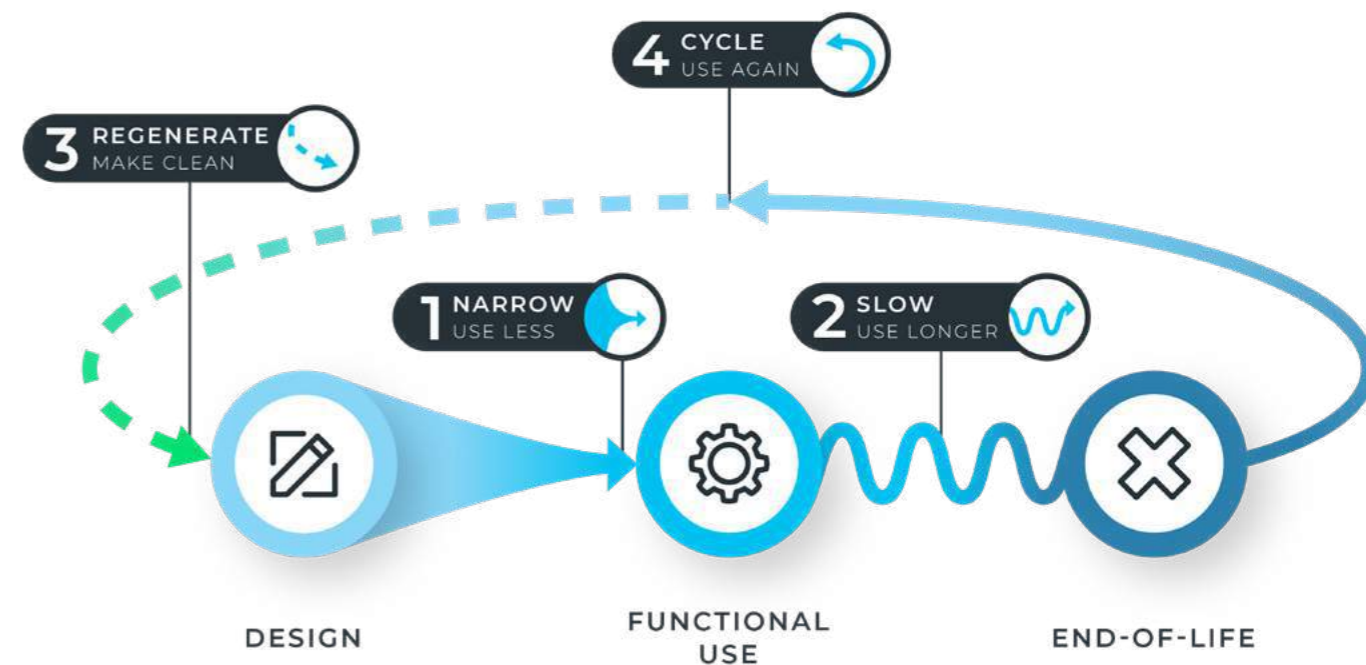 4 CYCLE
USE AGAIN
3 REGENERATE
MAKE CLEAN
1 NARROW
USE LESS
2 SLOW
USE LONGER
DESIGN
FUNCTIONAL
USE
END-OF-LIFE